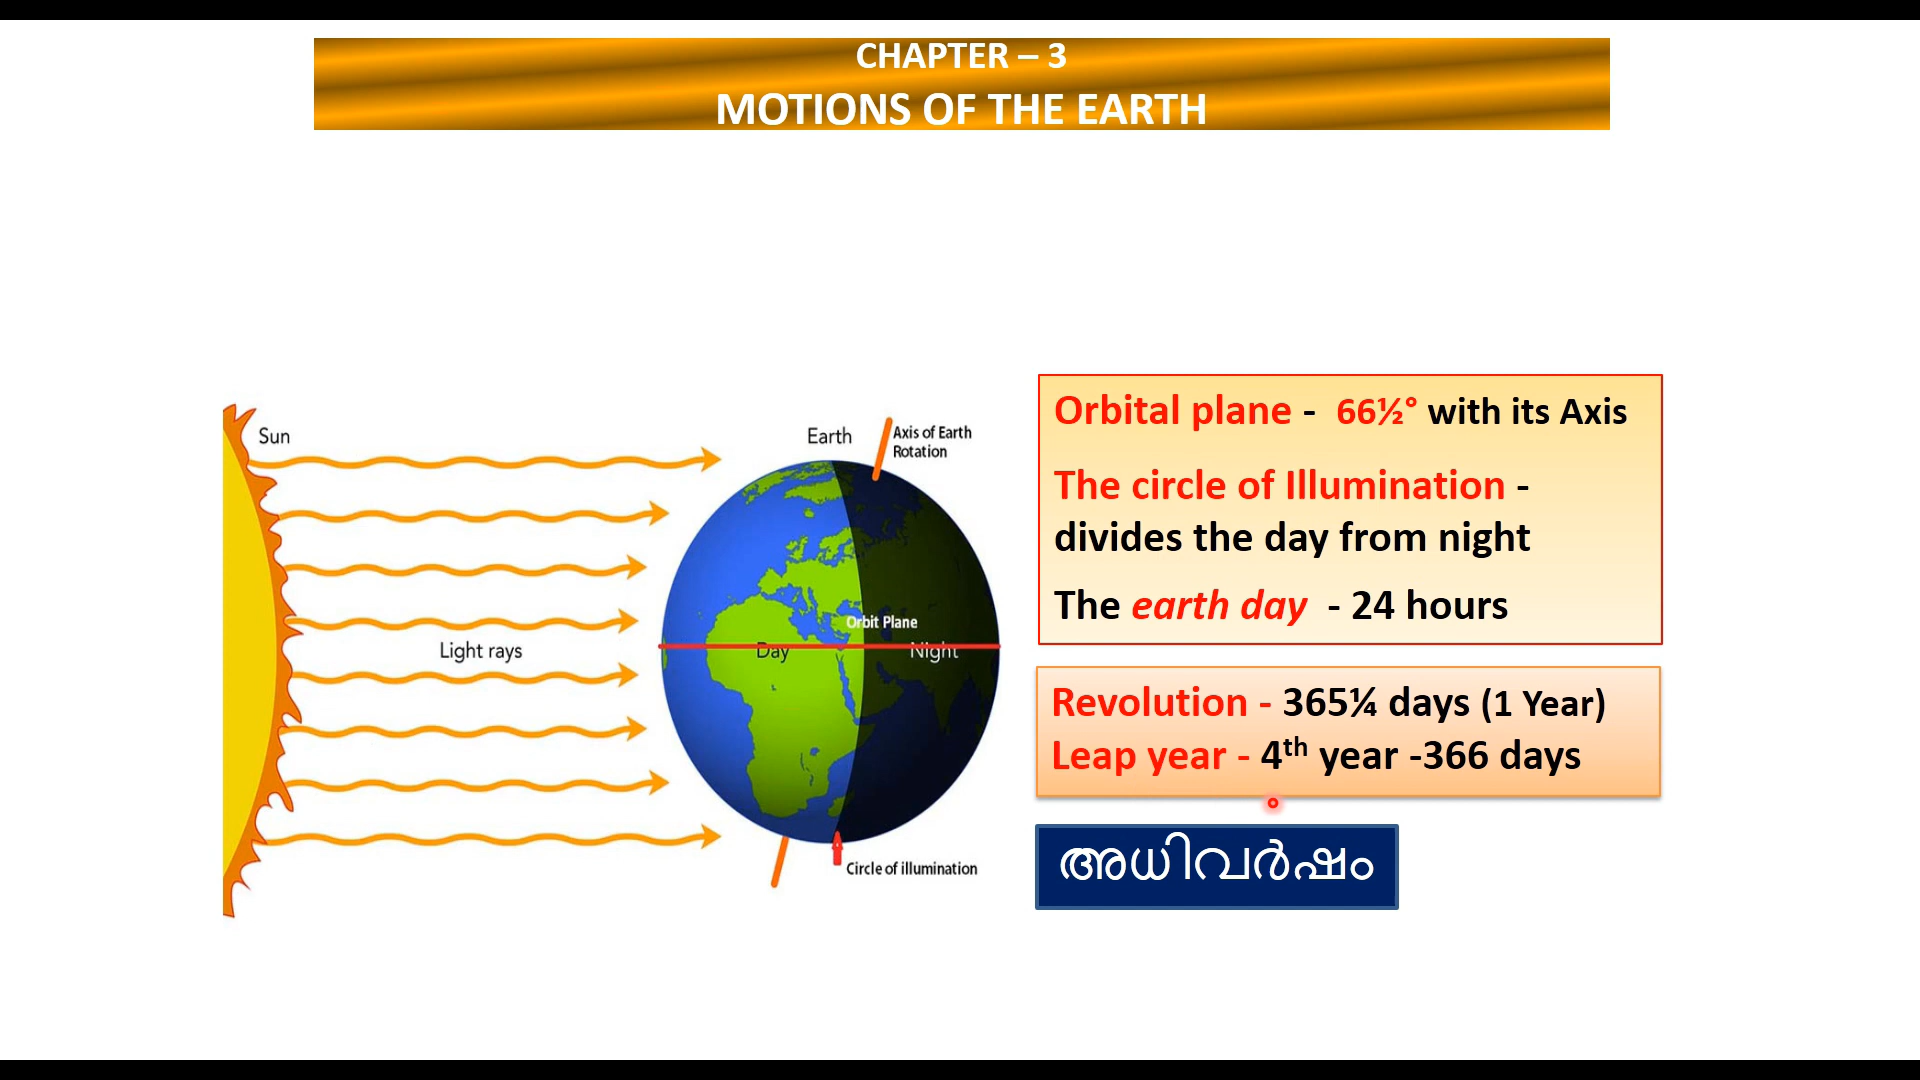 CHAPTER – 3
MOTIONS OF THE EARTH
Sun
Earth
Axis of Earth
Rotation
Orbit Plane
Day
Night
Light rays
Circle of illumination
Orbital plane - 66½° with its Axis
The circle of Illumination -
divides the day from night
The earth day - 24 hours
Revolution - 365¼ days (1 Year)
Leap year - 4th year -366 days
അധിവർഷം